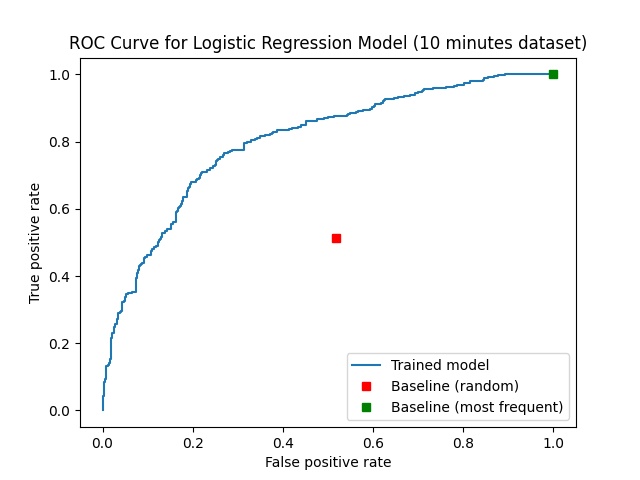 ROC Curve for Logistic Regression Model (10 minutes dataset)
1.0
0.8
0.6
0.4
0.2
0.0
True positive rate
Trained model
Baseline (random)
Baseline (most frequent)
0.0 0.2 0.4 0.6 0.8 1.0
False positive rate